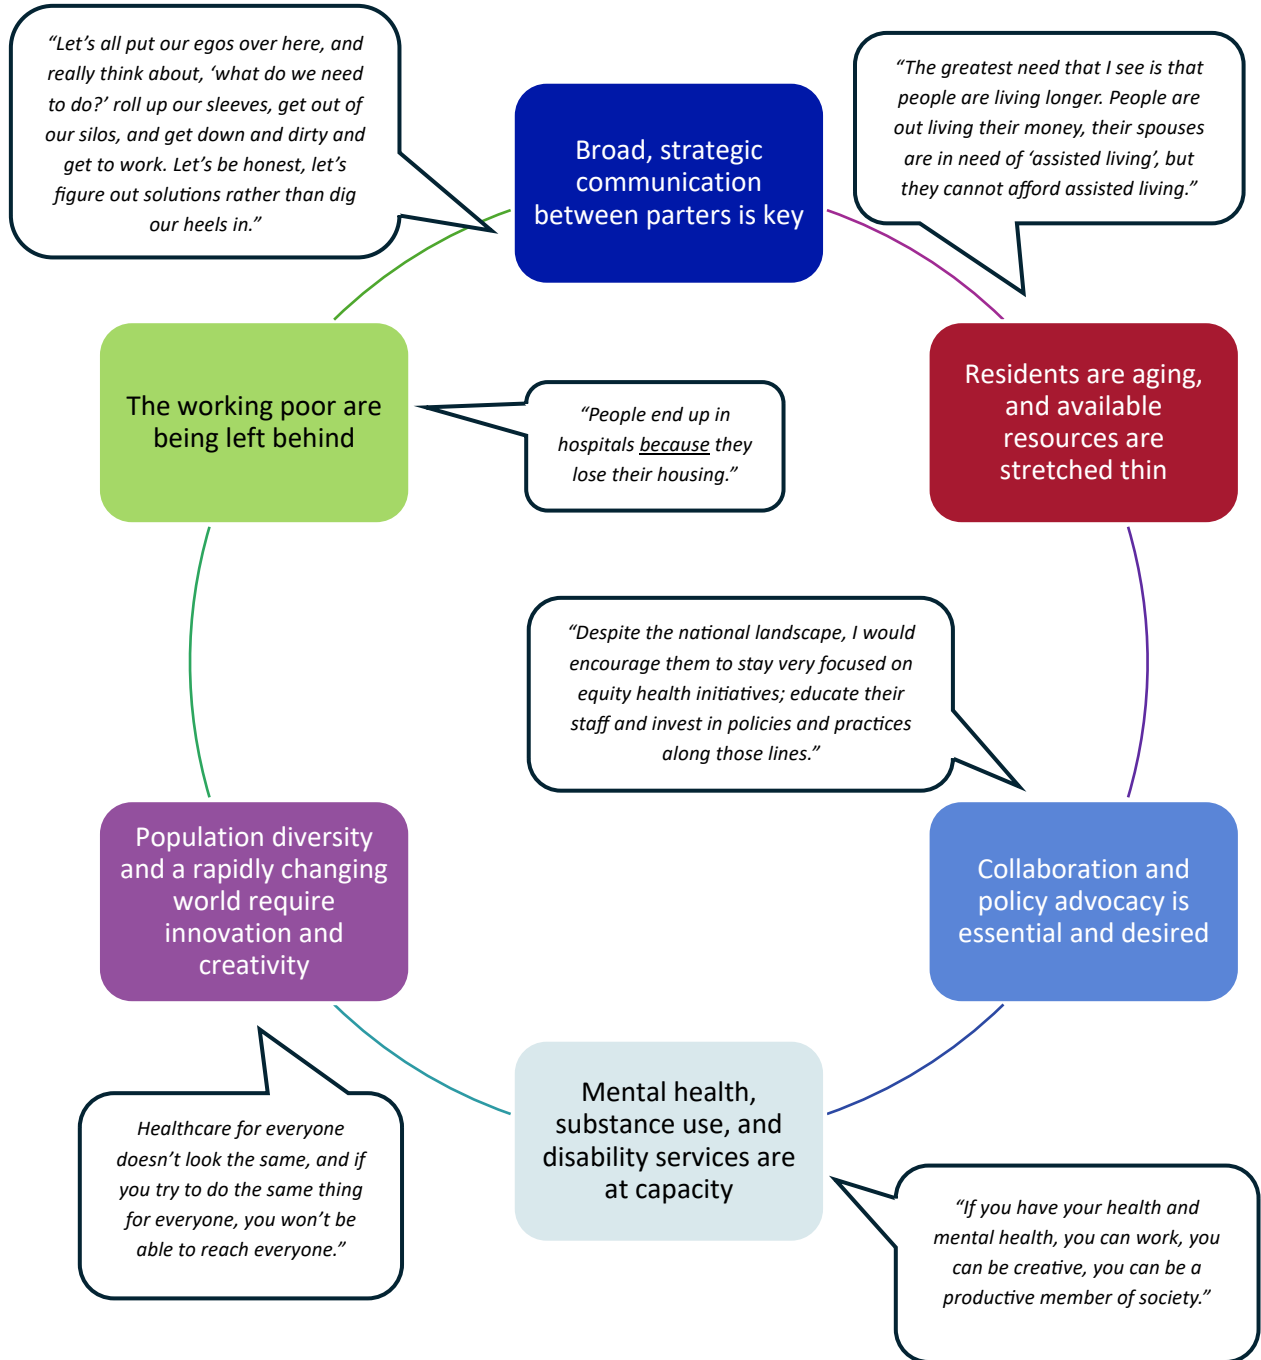 “Let’s all put our egos over here, and
really think about, ‘what do we need
to do?’ roll up our sleeves, get out of
our silos, and get down and dirty and
get to work. Let’s be honest, let’s
figure out solutions rather than dig
our heels in.”
Broad, strategic
communication
between parters is key
“The greatest need that I see is that
people are living longer. People are
out living their money, their spouses
are in need of ‘assisted living’, but
they cannot afford assisted living.”
The working poor are
being left behind
“People end up in
hospitals because they
lose their housing.”
Residents are aging,
and available
resources are
stretched thin
“Despite the national landscape, I would
encourage them to stay very focused on
equity health initiatives; educate their
staff and invest in policies and practices
along those lines.”
Population diversity
and a rapidly changing
world require
innovation and
creativity
Collaboration and
policy advocacy is
essential and desired
Mental health,
substance use, and
disability services are
at capacity
Healthcare for everyone
doesn’t look the same, and if
you try to do the same thing
for everyone, you won’t be
able to reach everyone.”
“If you have your health and
mental health, you can work, you
can be creative, you can be a
productive member of society.”